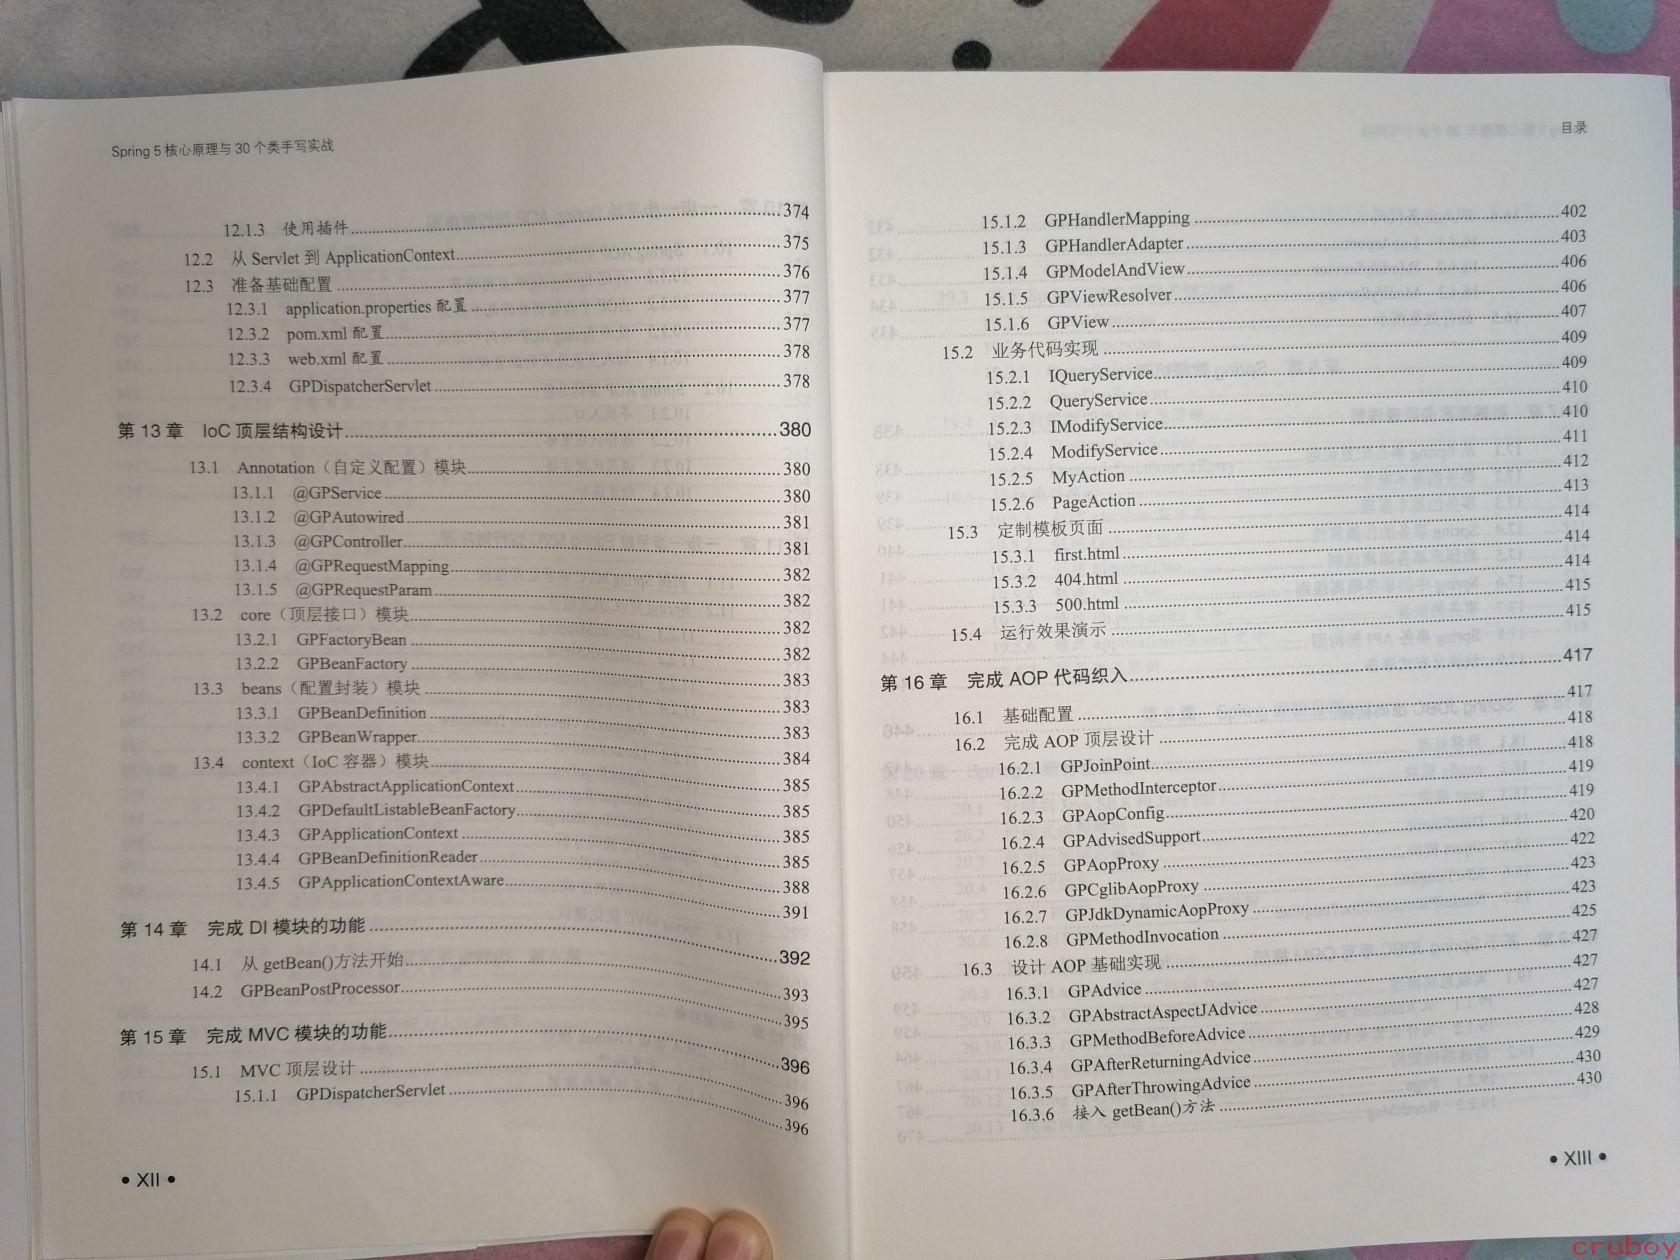 Spring 5 核心原理与 30 个类手写实战
12.1.3 使用插件 374
12.2 从 Servlet 到 ApplicationContext 375
12.3 准备基础配置 376
12.3.1 application.properties 配置 377
12.3.2 pom.xml 配置 377
12.3.3 web.xml 配置 378
12.3.4 GPDispatcherServlet 378
第 13 章 IoC 顶层结构设计 380
13.1 Annotation（自定义配置）模块 380
13.1.1 @GPService 380
13.1.2 @GPAutowired 381
13.1.3 @GPController 381
13.1.4 @GPRequestMapping 382
13.1.5 @GPRequestParam 382
13.2 core（顶层接口）模块 382
13.2.1 GPFactoryBean 382
13.2.2 GPBeanFactory 383
13.3 beans（配置封装）模块 383
13.3.1 GPBeanDefinition 383
13.3.2 GPBeanWrapper 384
13.4 context（IoC 容器）模块 385
13.4.1 GPAbstractApplicationContext 385
13.4.2 GPDefaultListableBeanFactory 385
13.4.3 GPApplicationContext 385
13.4.4 GPBeanDefinitionReader 388
13.4.5 GPApplicationContextAware 391
第 14 章 完成 DI 模块的功能 392
14.1 从 getBean()方法开始 393
14.2 GPBeanPostProcessor 395
第 15 章 完成 MVC 模块的功能 396
15.1 MVC 顶层设计 396
15.1.1 GPDispatcherServlet 396
• XII •
目录
15.1.2 GPHandlerMapping 402
15.1.3 GPHandlerAdapter 403
15.1.4 GPModelAndView 406
15.1.5 GPViewResolver 406
15.1.6 GPView 407
15.2 业务代码实现 409
15.2.1 IQueryService 409
15.2.2 QueryService 410
15.2.3 IModifyService 410
15.2.4 ModifyService 411
15.2.5 MyAction 412
15.2.6 PageAction 413
15.3 定制模板页面 414
15.3.1 first.html 414
15.3.2 404.html 414
15.3.3 500.html 415
15.4 运行效果演示 415
第 16 章 完成 AOP 代码织入 417
16.1 基础配置 417
16.2 完成 AOP 顶层设计 418
16.2.1 GPJoinPoint 418
16.2.2 GPMethodInterceptor 419
16.2.3 GPAopConfig 419
16.2.4 GPAdvisedSupport 420
16.2.5 GPAopProxy 422
16.2.6 GPCglibAopProxy 423
16.2.7 GPJdkDynamicAopProxy 423
16.2.8 GPMethodInvocation 425
16.3 设计 AOP 基础实现 427
16.3.1 GPAdvice 427
16.3.2 GPAbstractAspectJAdvice 427
16.3.3 GPMethodBeforeAdvice 428
16.3.4 GPAfterReturningAdvice 429
16.3.5 GPAfterThrowingAdvice 430
16.3.6 接入 getBean()方法 430
• XIII •
cruboy